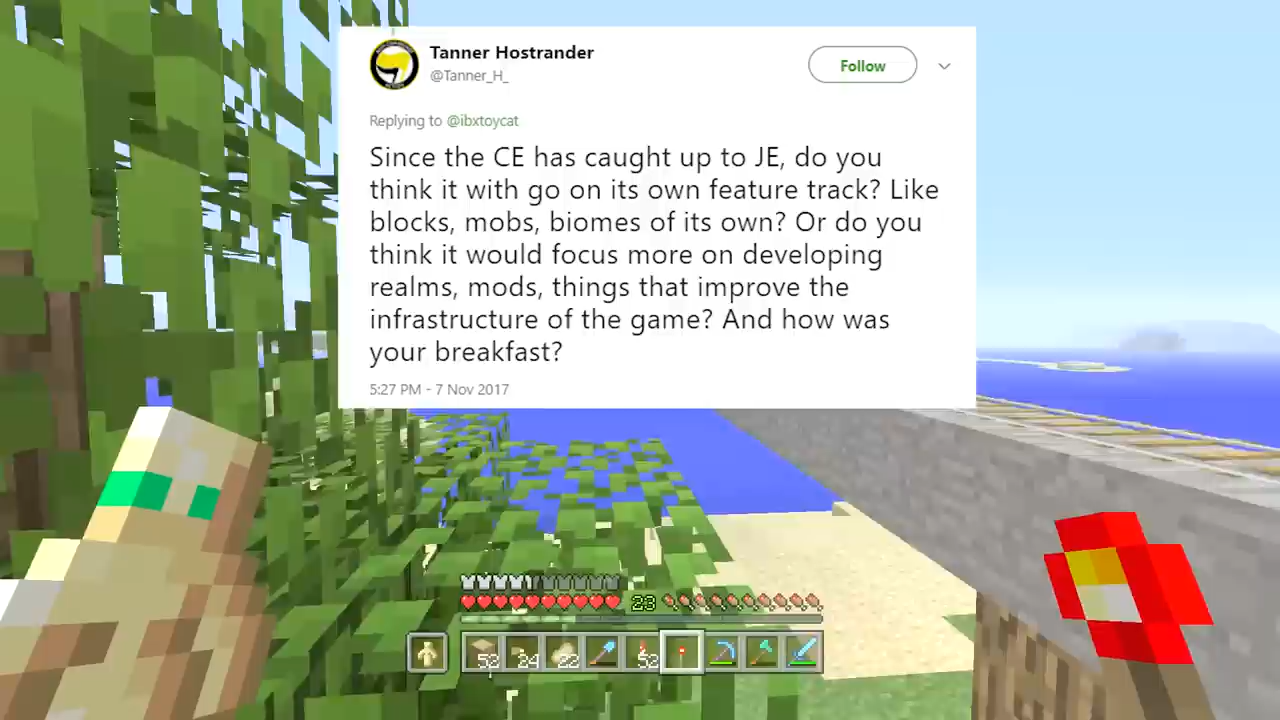 Tanner Hostrander
@Tanner_H_
Follow
Replying to @ibxtoycat
Since the CE has caught up to JE, do you
think it with go on its own feature track? Like
blocks, mobs, biomes of its own? Or do you
think it would focus more on developing
realms, mods, things that improve the
infrastructure of the game? And how was
your breakfast?
5:27 PM - 7 Nov 2017
23
52
24
22
52